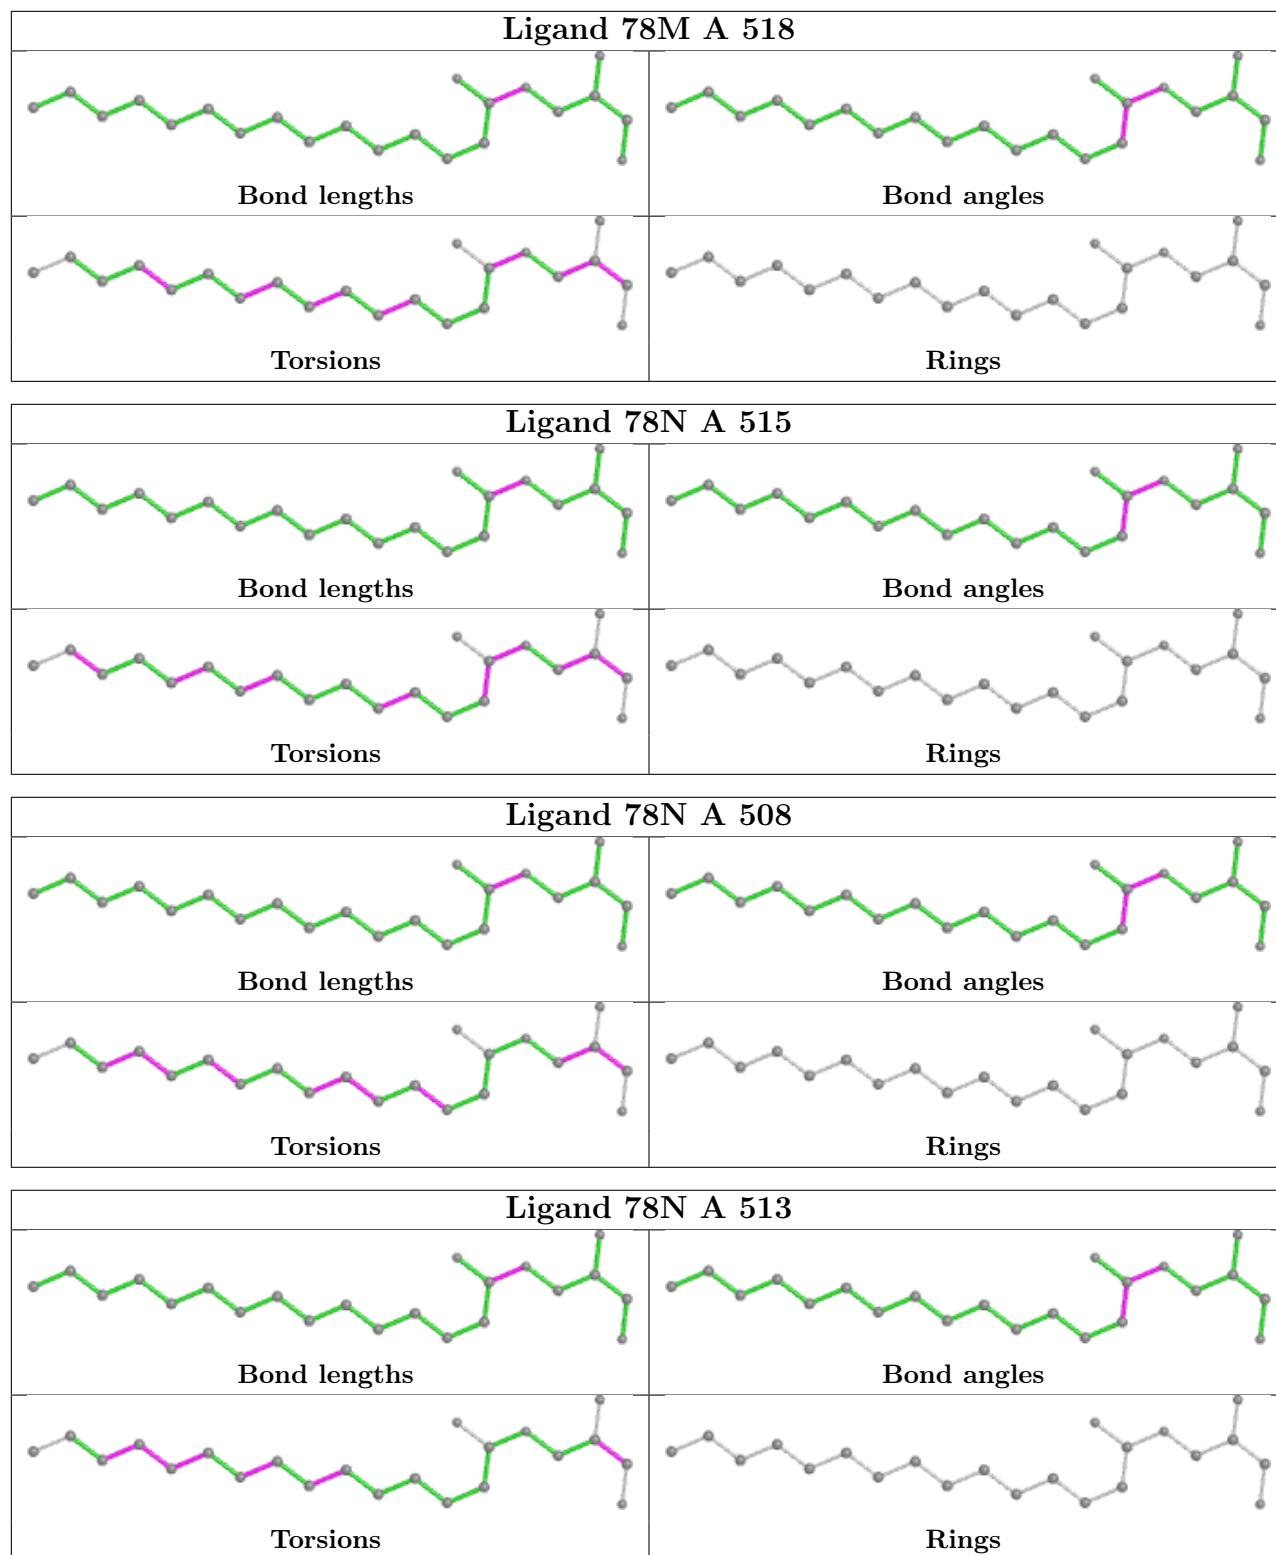 Ligand 78M A 518
Bond lengths
Bond angles
Torsions
Rings
Ligand 78N A 515
Bond lengths
Bond angles
Torsions
Rings
Ligand 78N A 508
Bond lengths
Bond angles
Torsions
Rings
Ligand 78N A 513
Bond lengths
Bond angles
Torsions
Rings